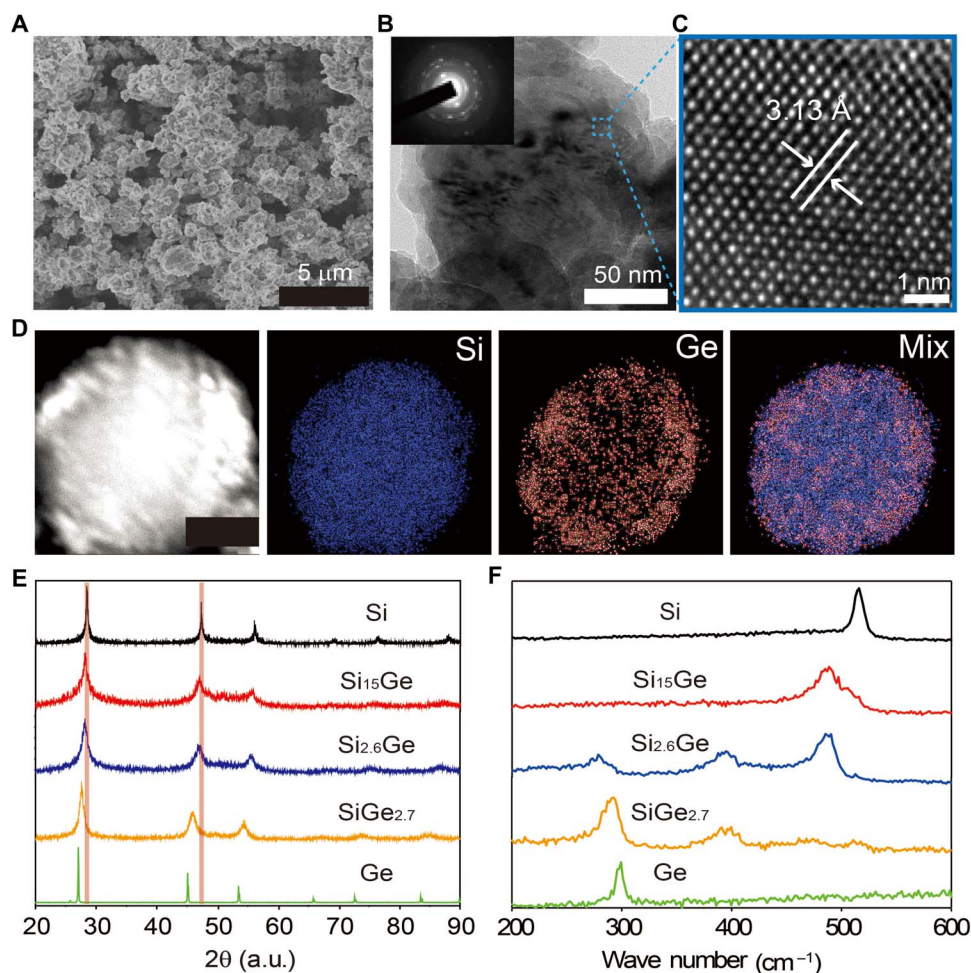 A
B
C
5 μm
50 nm
3.13 Å
1 nm
D
Si
Ge
Mix
E
Si
Si15Ge
Si2.6Ge
SiGe2.7
Ge
20 30 40 50 60 70 80 90
2θ (a.u.)
F
Si
Si15Ge
Si2.6Ge
SiGe2.7
Ge
200 300 400 500 600
Wave number (cm⁻¹)